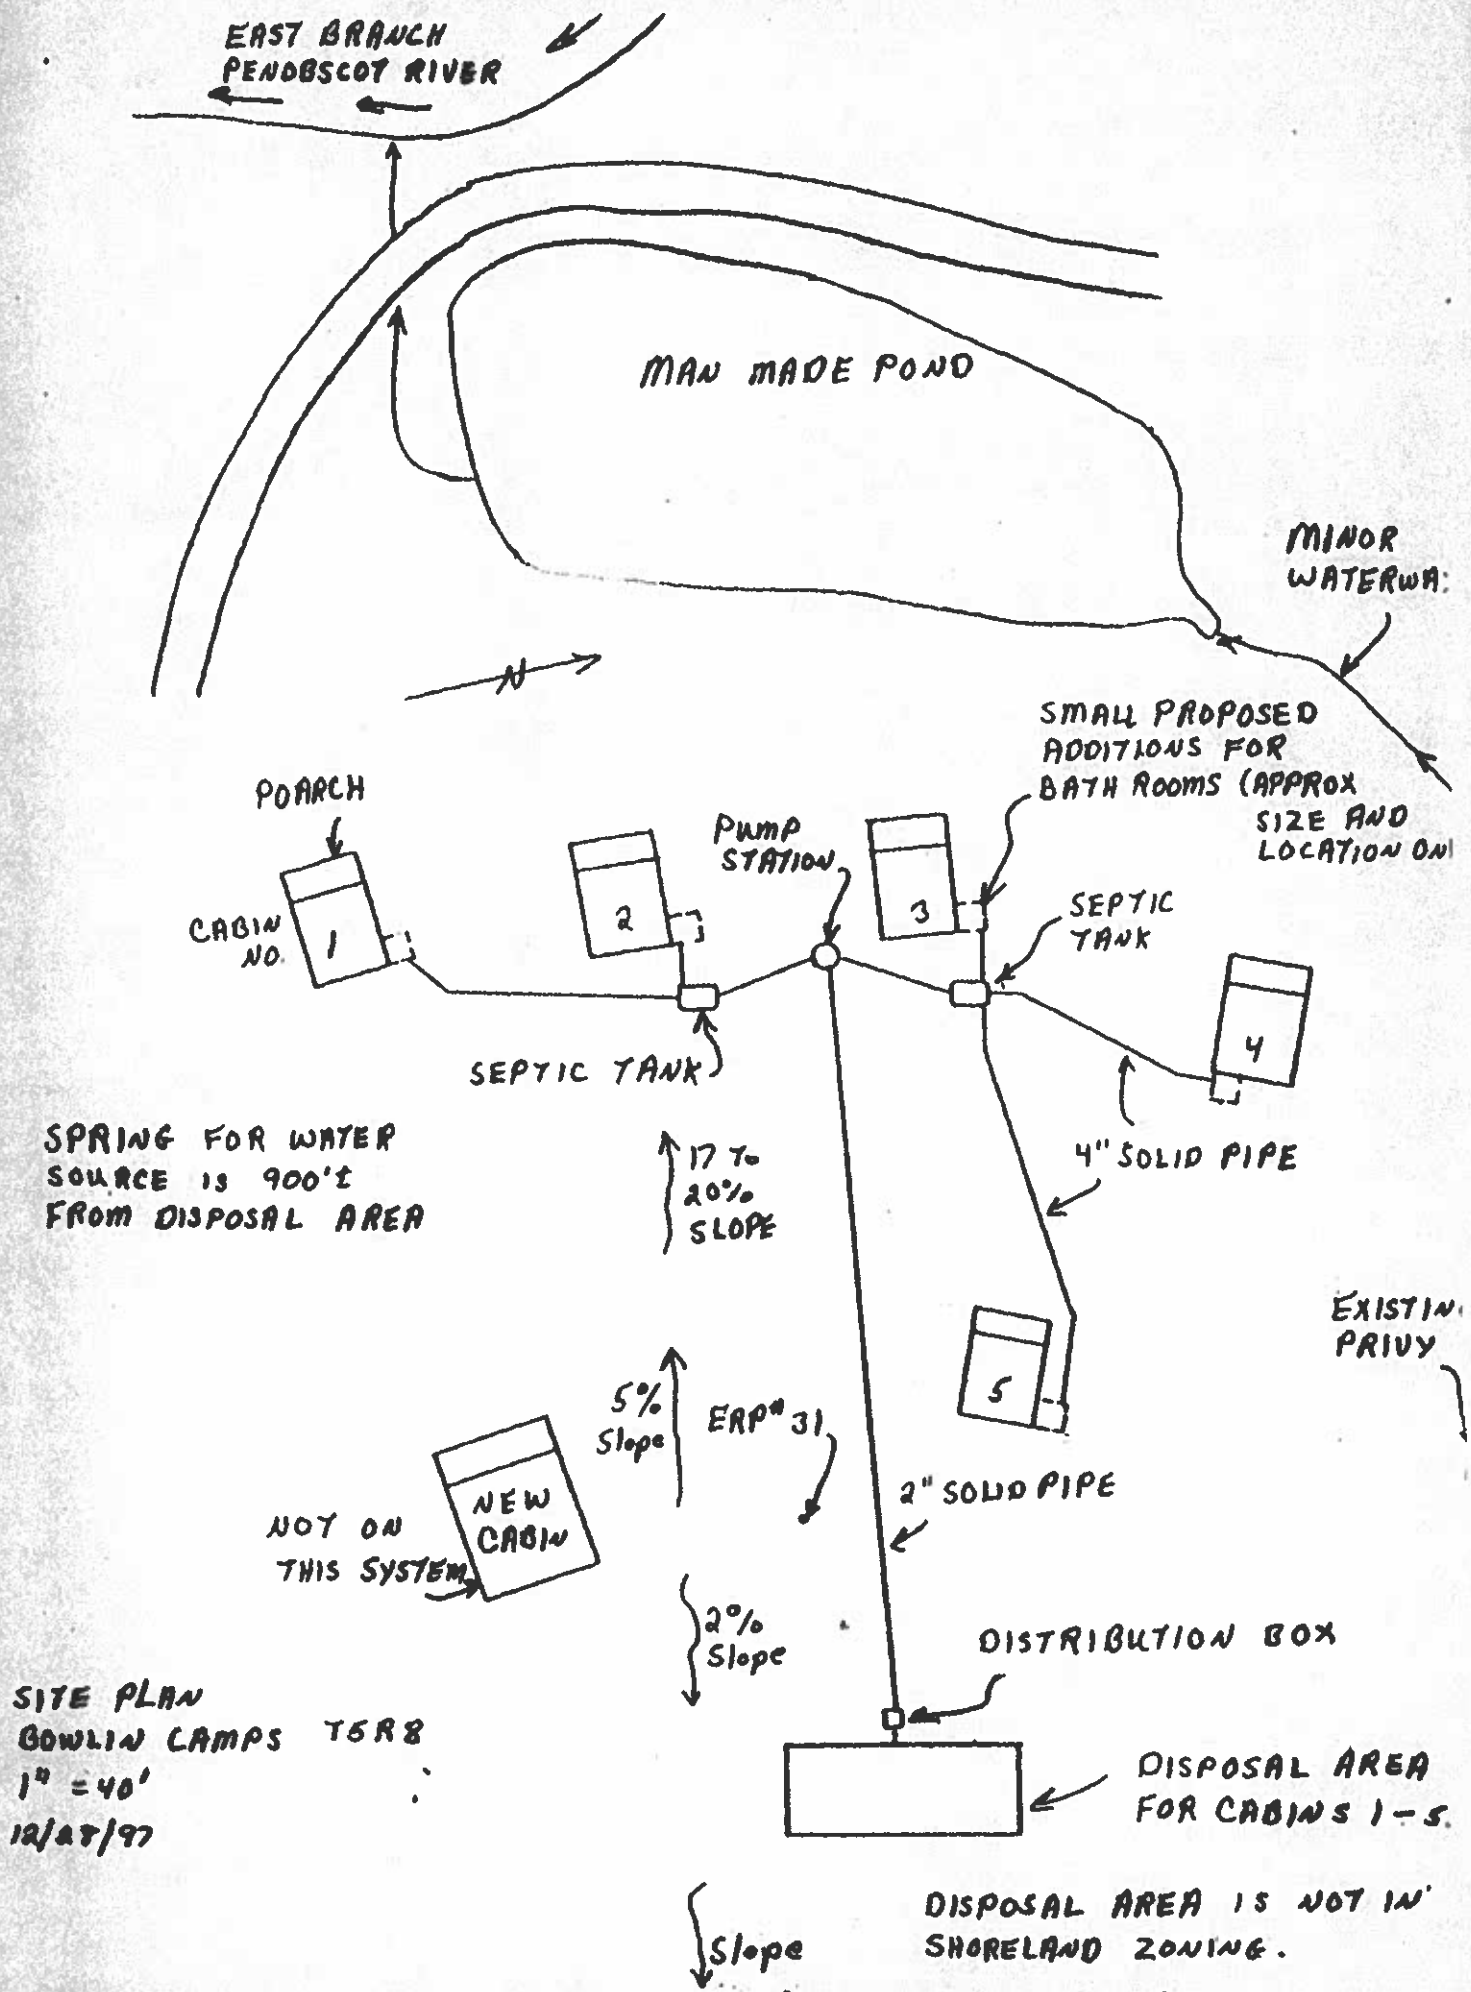 EAST BRANCH
PENOBSCOT RIVER
MAN MADE POND
MINOR
WATERWA
N
SMALL PROPOSED
ADDITIONS FOR
BATH ROOMS (APPROX
SIZE AND
LOCATION ON
POARCH
PUMP
STATION
CABIN
NO.
1
2
3
SEPTIC
TANK
4
SEPTIC TANK
4" SOLID PIPE
SPRING FOR WATER
SOURCE IS 900'±
FROM DISPOSAL AREA
17 TO
20%
SLOPE
EXISTIN
PRIVY
5
5%
Slope
ERP# 31
2" SOLID PIPE
NEW
CABIN
NOT ON
THIS SYSTEM
2%
Slope
DISTRIBUTION BOX
SITE PLAN
BOWLIN CAMPS T5R8
1" = 40'
12/28/97
DISPOSAL AREA
FOR CABINS 1-5.
DISPOSAL AREA IS NOT IN
SHORELAND ZONING.
Slope